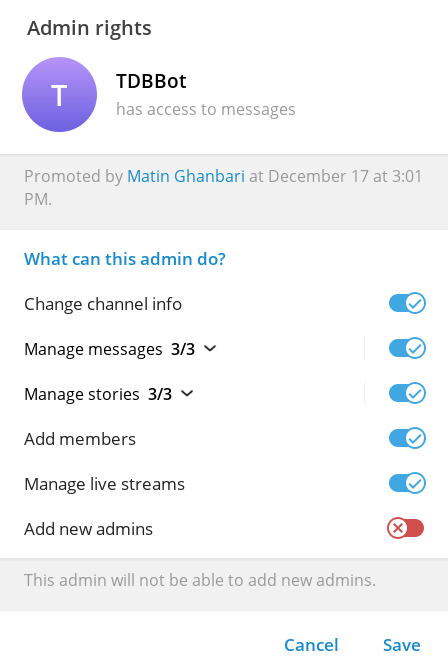 Admin rights
T
TDBBot
has access to messages
Promoted by Matin Ghanbari at December 17 at 3:01
PM.
What can this admin do?
Change channel info
Manage messages 3/3
Manage stories 3/3
Add members
Manage live streams
Add new admins
This admin will not be able to add new admins.
Cancel Save